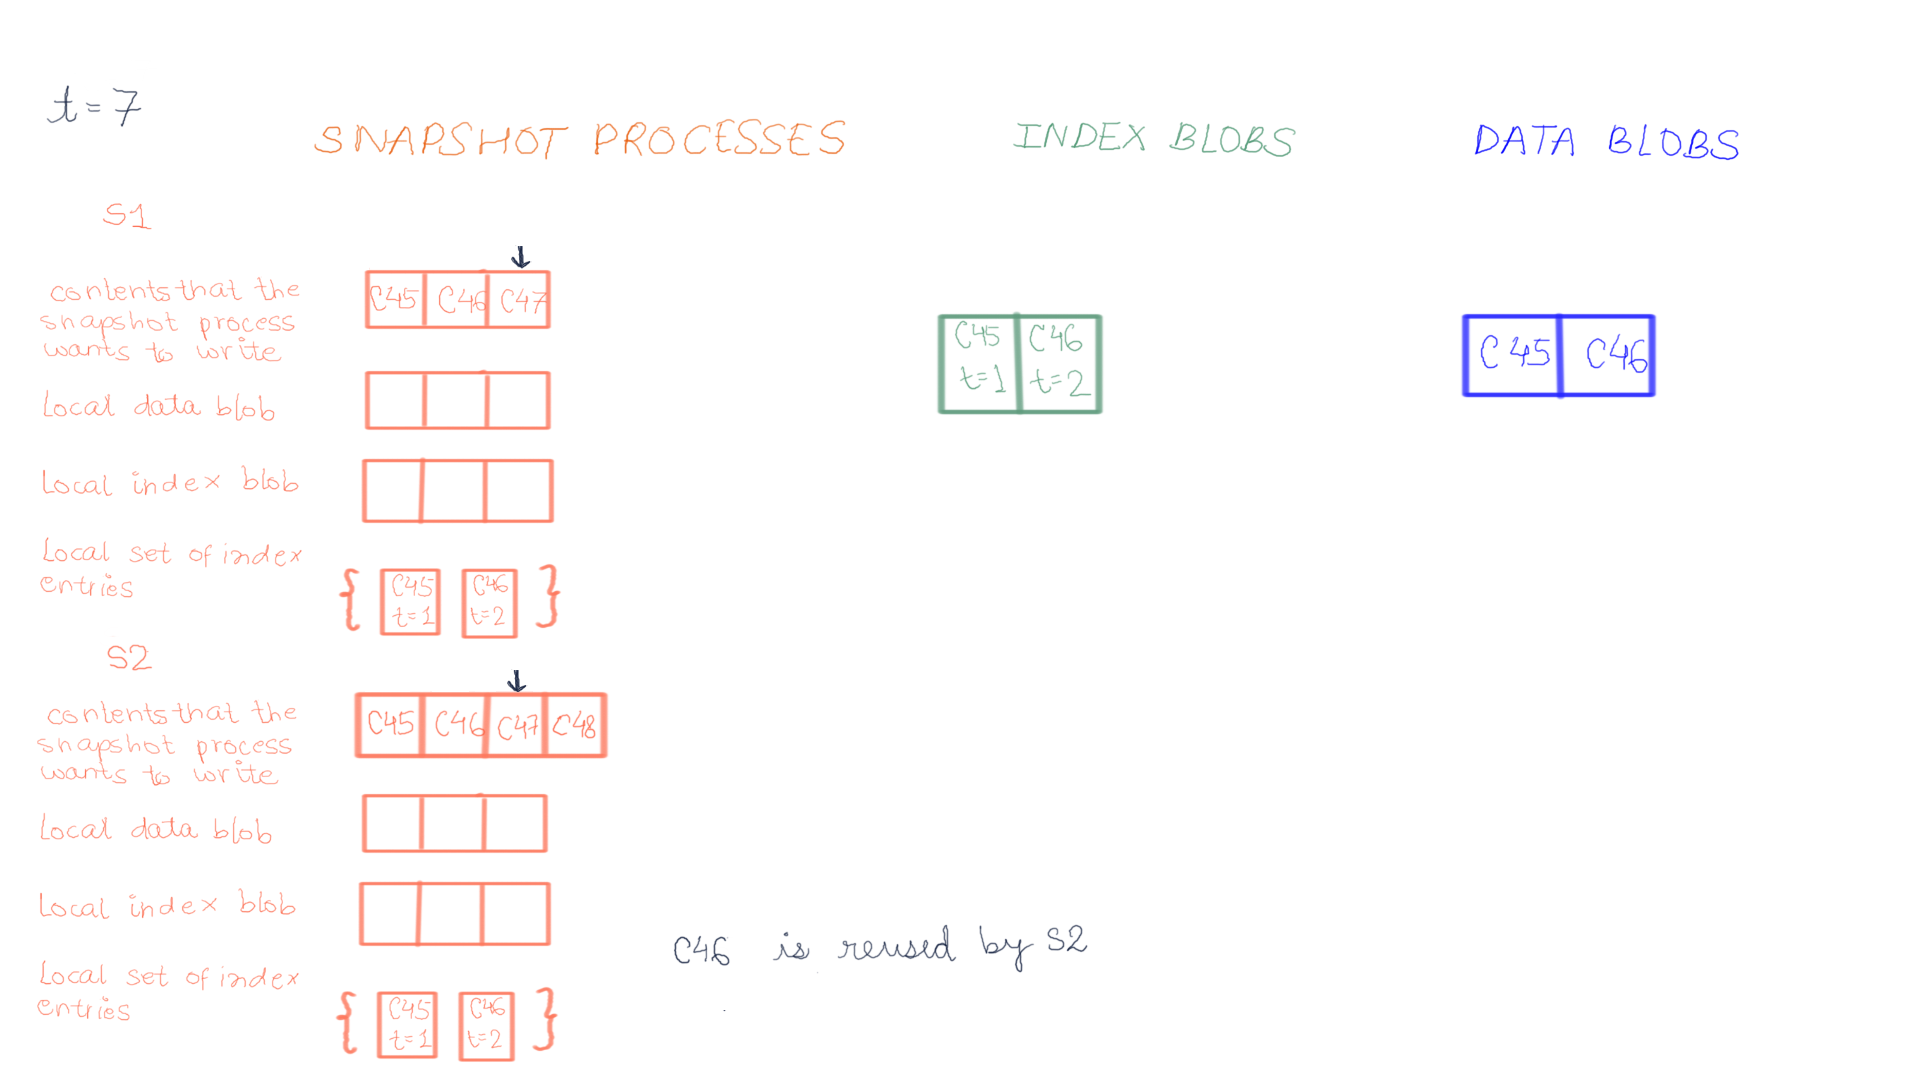 t=7
SNAPSHOT PROCESSES
INDEX BLOBS
DATA BLOBS
S1
contents that the
snapshot process
wants to write
C45 C46 C47
Local data blob
Local index blob
Local set of index
entries
{ C45 C46 }
t=1 t=2
C45 C46
t=1 t=2
C45 C46
S2
contents that the
snapshot process
wants to write
C45 C46 C47 C48
Local data blob
Local index blob
Local set of index
entries
{ C45 C46 }
t=1 t=2
C46 is reused by S2